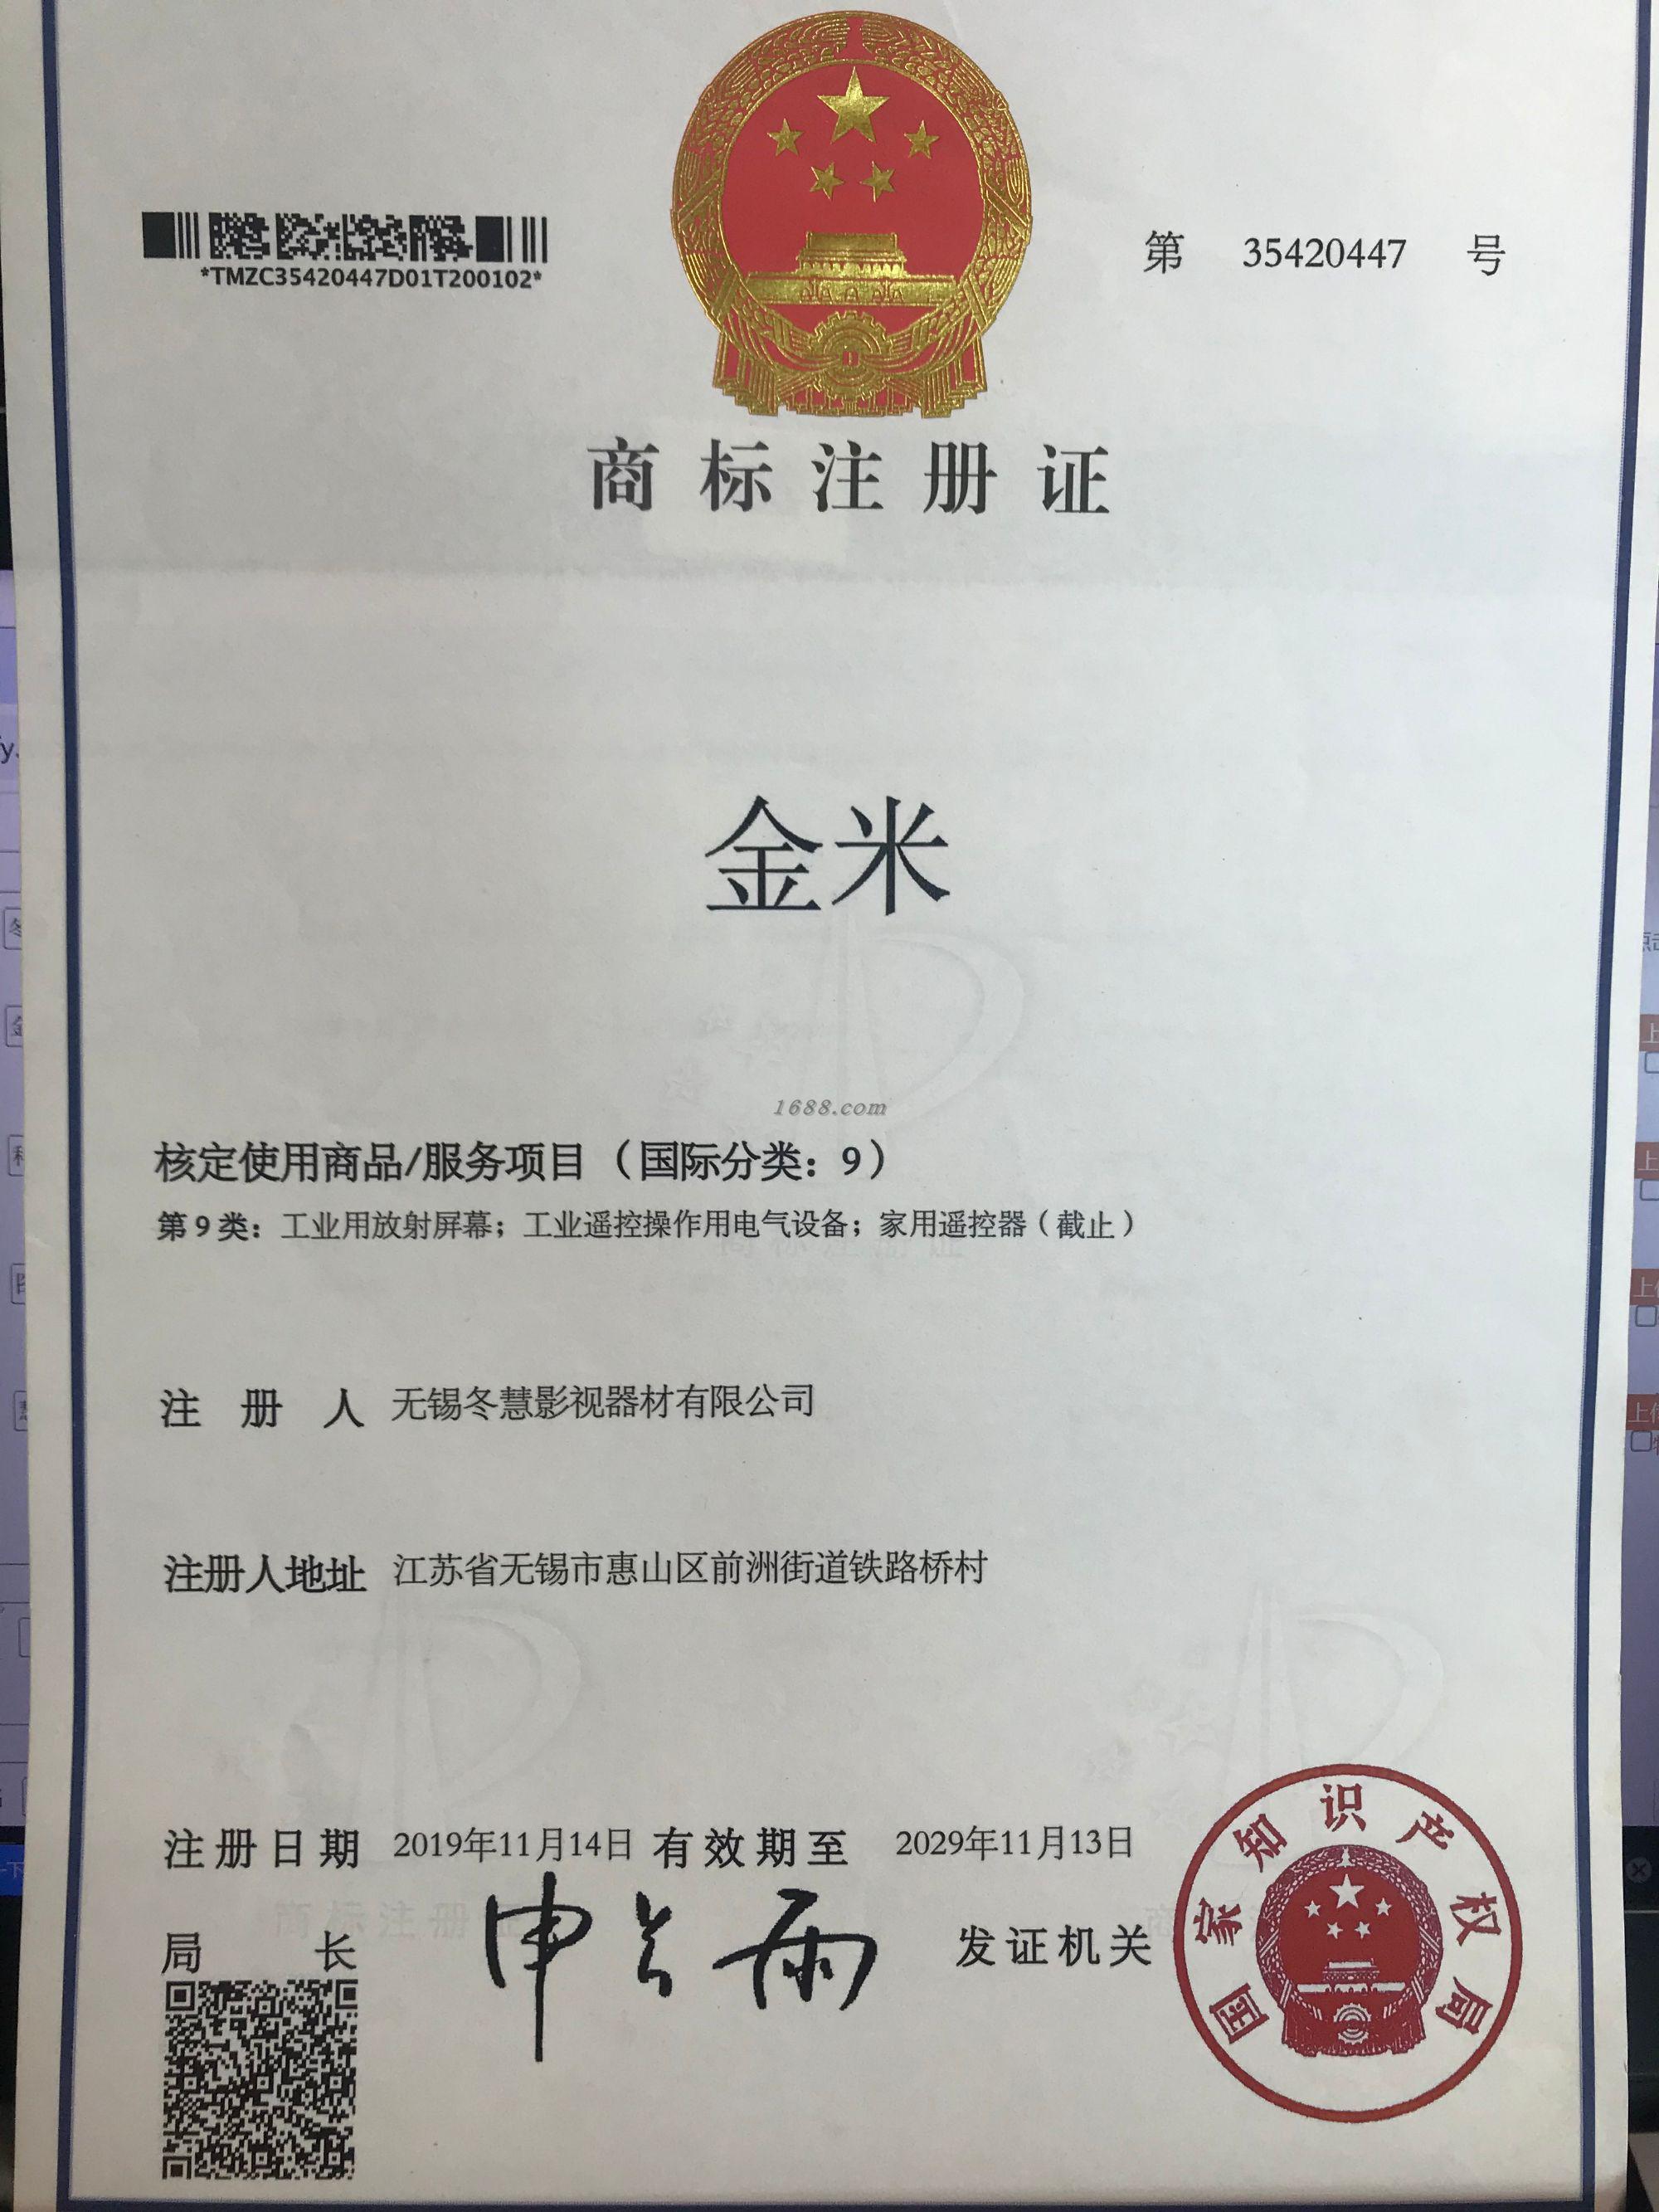 *TMZC35420447D01T200102*
第 35420447 号
商标注册证
金米
1688.com
核定使用商品/服务项目（国际分类：9）
第9类：工业用放射屏幕；工业遥控操作用电气设备；家用遥控器（截止）
注册人 无锡冬慧影视器材有限公司
注册人地址 江苏省无锡市惠山区前洲街道铁路桥村
注册日期 2019年11月14日 有效期至 2029年11月13日
局长 申长雨 发证机关
国家知识产权局